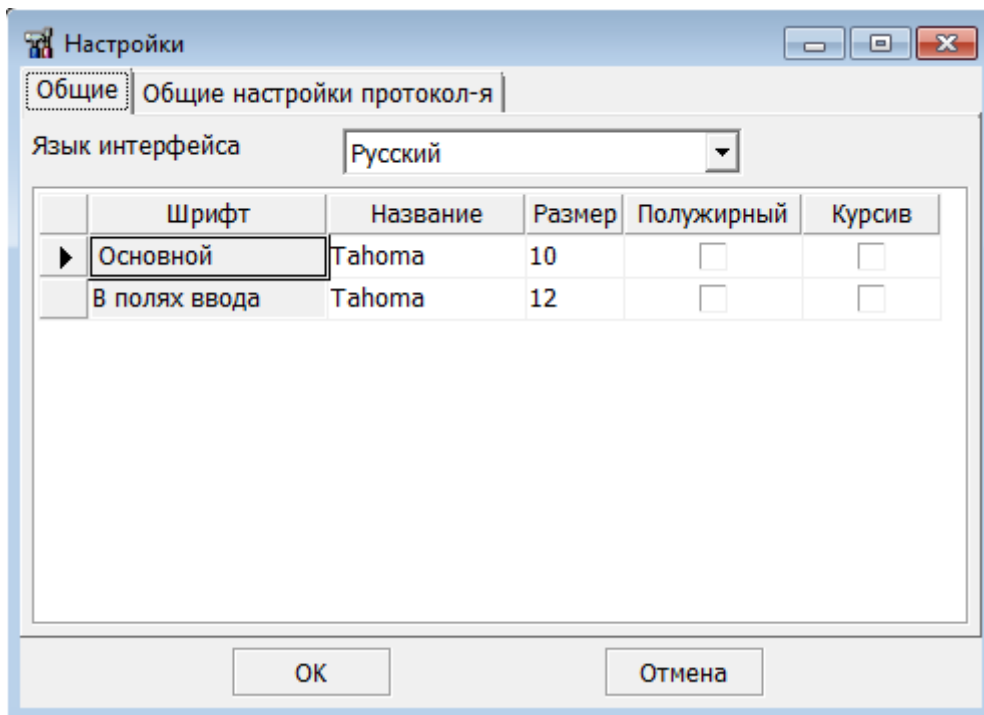 Настройки
Общие Общие настройки протокол-я
Язык интерфейса Русский
Шрифт Название Размер Полужирный Курсив
Основной Tahoma 10
В полях ввода Tahoma 12
ОК Отмена